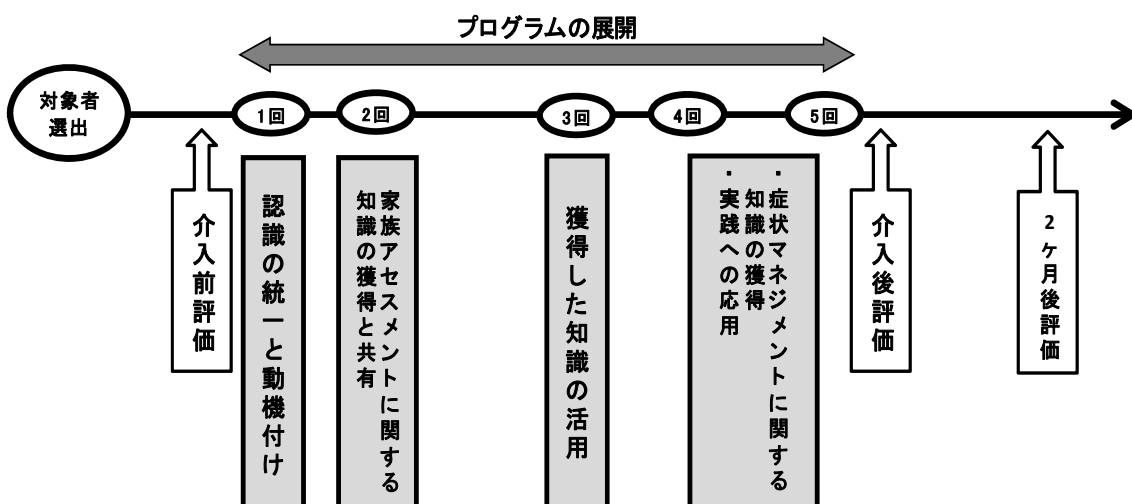 プログラムの展開
対象者
選出
1回
2回
3回
4回
5回
介入前評価
認識の統一と動機付け
家族アセスメントに関する
知識の獲得と共有
獲得した知識の活用
・症状マネジメントに関する
知識の獲得
・実践への応用
介入後評価
2ヶ月後評価